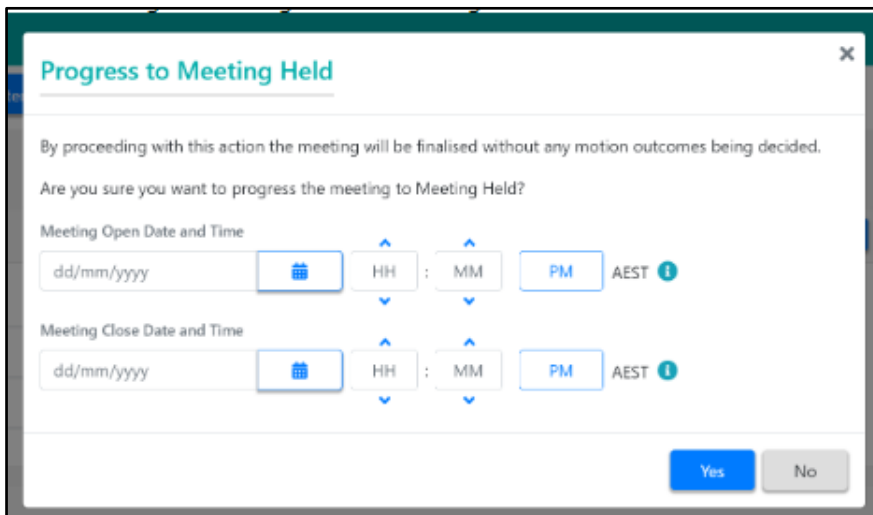 Progress to Meeting Held
By proceeding with this action the meeting will be finalised without any motion outcomes being decided.
Are you sure you want to progress the meeting to Meeting Held?
Meeting Open Date and Time
dd/mm/yyyy HH : MM PM AEST
Meeting Close Date and Time
dd/mm/yyyy HH : MM PM AEST
Yes No